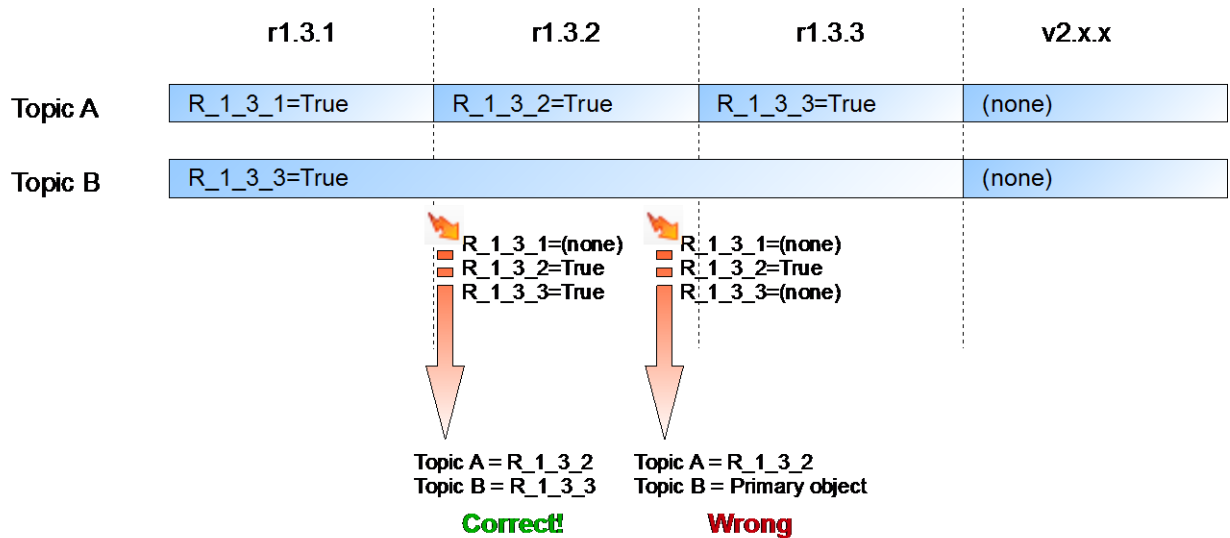 r1.3.1 r1.3.2 r1.3.3 v2.x.x
Topic A R_1_3_1=True R_1_3_2=True R_1_3_3=True (none)
Topic B R_1_3_3=True (none)
R_1_3_1=(none) R_1_3_1=(none)
R_1_3_2=True R_1_3_2=True
R_1_3_3=True R_1_3_3=(none)
Topic A = R_1_3_2 Topic A = R_1_3_2
Topic B = R_1_3_3 Topic B = Primary object
Correct! Wrong